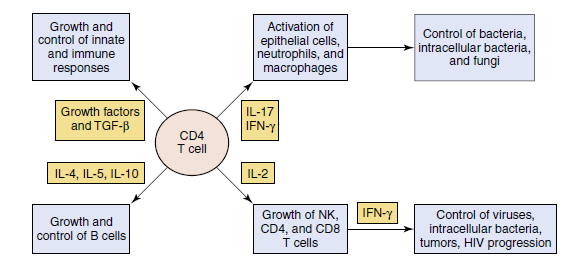 Growth and
control of innate
and immune
responses
Activation of
epithelial cells,
neutrophils, and
macrophages
Control of bacteria,
intracellular bacteria,
and fungi
Growth factors
and TGF-β
IL-17
IFN-γ
CD4
T cell
IL-4, IL-5, IL-10
IL-2
Growth and
control of B cells
Growth of NK,
CD4, and CD8
T cells
IFN-γ
Control of viruses,
intracellular bacteria,
tumors, HIV progression